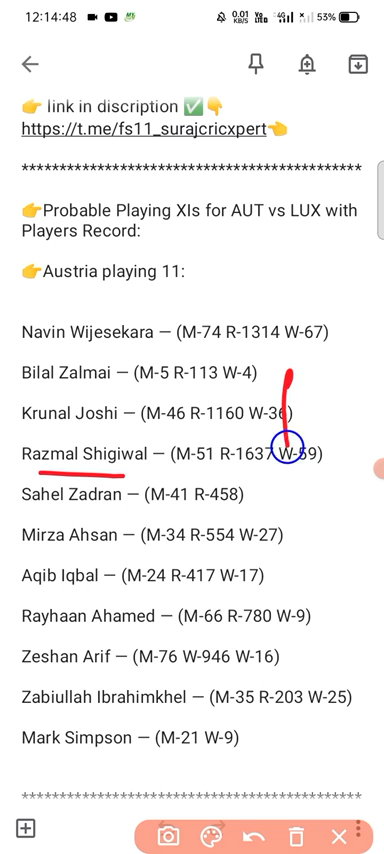 12:14:48 0.01 KB/S Vo LTE 4G 53%
👉 link in discription ✅👇
https://t.me/fs11_surajcricxpert👈
*********************************************
👉Probable Playing XIs for AUT vs LUX with
Players Record:
👉Austria playing 11:
Navin Wijesekara — (M-74 R-1314 W-67)
Bilal Zalmai — (M-5 R-113 W-4)
Krunal Joshi — (M-46 R-1160 W-36)
Razmal Shigiwal — (M-51 R-1637 W-59)
Sahel Zadran — (M-41 R-458)
Mirza Ahsan — (M-34 R-554 W-27)
Aqib Iqbal — (M-24 R-417 W-17)
Rayhaan Ahamed — (M-66 R-780 W-9)
Zeshan Arif — (M-76 W-946 W-16)
Zabiullah Ibrahimkhel — (M-35 R-203 W-25)
Mark Simpson — (M-21 W-9)
*********************************************